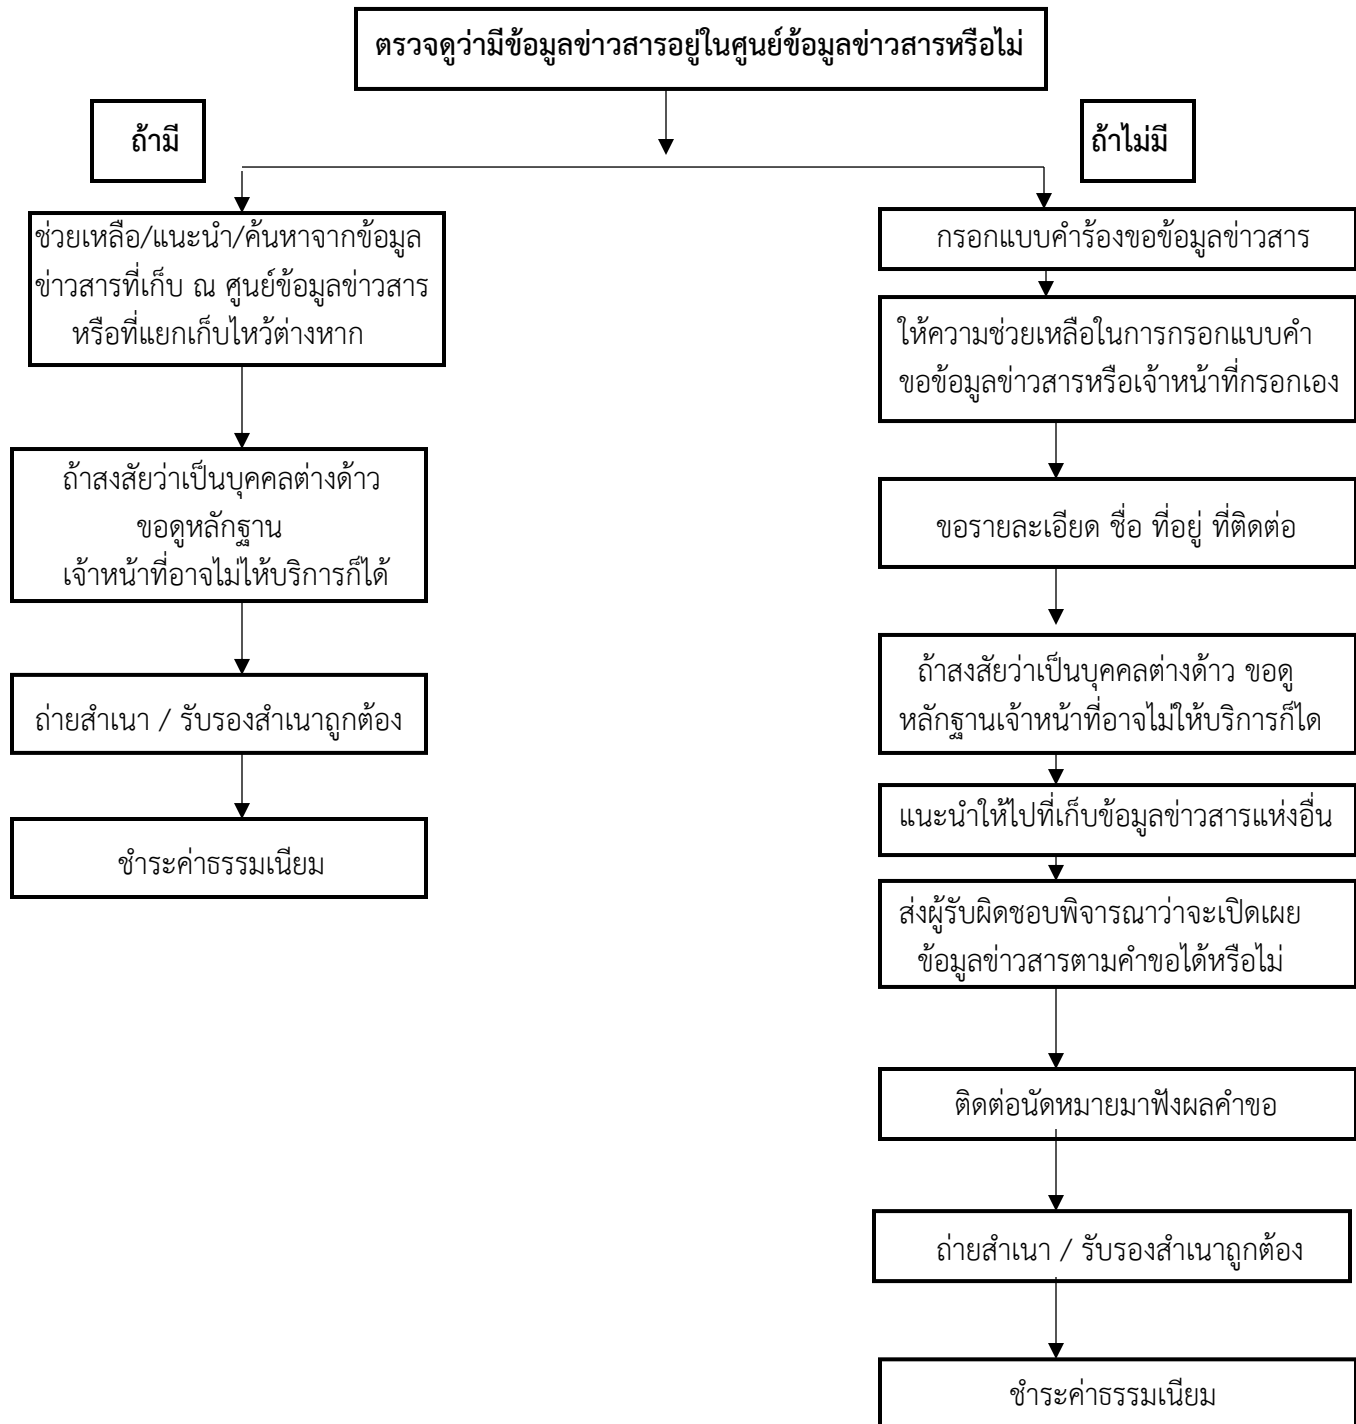 ตรวจดูว่ามีข้อมูลข่าวสารอยู่ในศูนย์ข้อมูลข่าวสารหรือไม่
ถ้ามี
ช่วยเหลือ/แนะนำ/ค้นหาจากข้อมูล
ข่าวสารที่เก็บ ณ ศูนย์ข้อมูลข่าวสาร
หรือที่แยกเก็บไหว้ต่างหาก
ถ้าสงสัยว่าเป็นบุคคลต่างด้าว
ขอดูหลักฐาน
เจ้าหน้าที่อาจไม่ให้บริการก็ได้
ถ่ายสำเนา / รับรองสำเนาถูกต้อง
ชำระค่าธรรมเนียม
ถ้าไม่มี
กรอกแบบคำร้องขอข้อมูลข่าวสาร
ให้ความช่วยเหลือในการกรอกแบบคำ
ขอข้อมูลข่าวสารหรือเจ้าหน้าที่กรอกเอง
ขอรายละเอียด ชื่อ ที่อยู่ ที่ติดต่อ
ถ้าสงสัยว่าเป็นบุคคลต่างด้าว ขอดู
หลักฐานเจ้าหน้าที่อาจไม่ให้บริการก็ได
แนะนำให้ไปที่เก็บข้อมูลข่าวสารแห่งอื่น
ส่งผู้รับผิดชอบพิจารณาว่าจะเปิดเผย
ข้อมูลข่าวสารตามคำขอได้หรือไม่
ติดต่อนัดหมายมาฟังผลคำขอ
ถ่ายสำเนา / รับรองสำเนาถูกต้อง
ชำระค่าธรรมเนียม